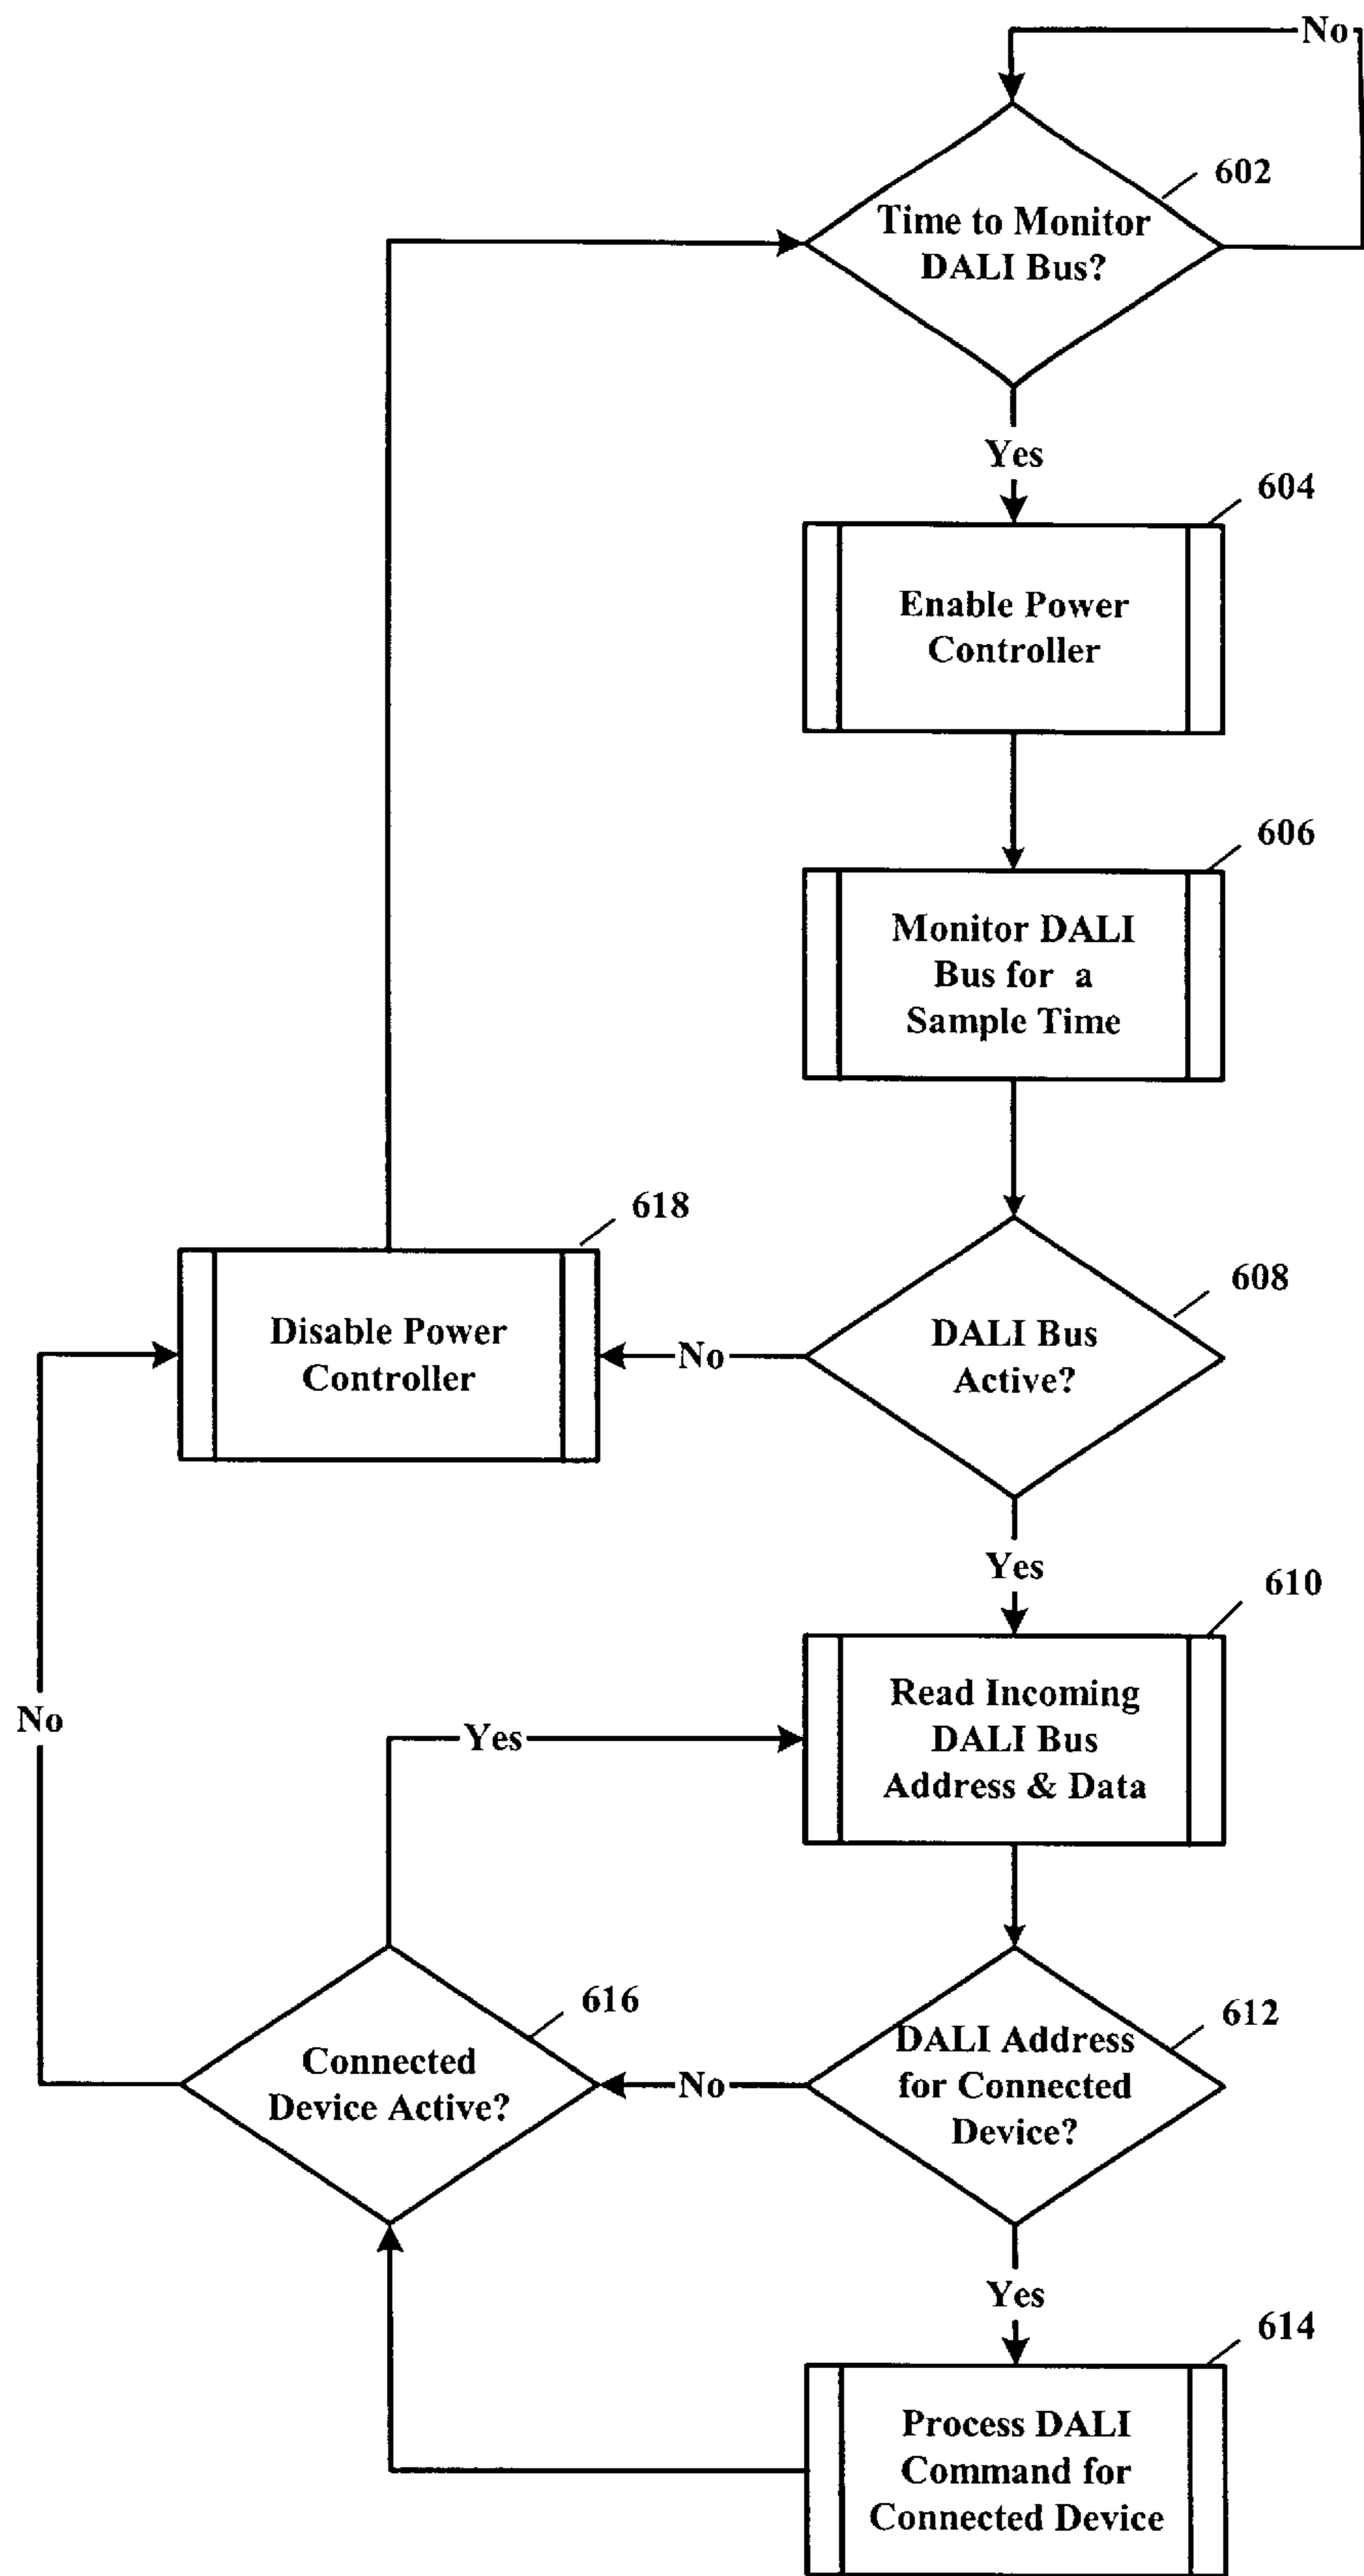 No
602
Time to Monitor
DALI Bus?
Yes
604
Enable Power
Controller
606
Monitor DALI
Bus for a
Sample Time
618
608
Disable Power
Controller
No
DALI Bus
Active?
Yes
610
Read Incoming
DALI Bus
Address & Data
No
Yes
616
612
Connected
Device Active?
No
DALI Address
for Connected
Device?
Yes
614
Process DALI
Command for
Connected Device